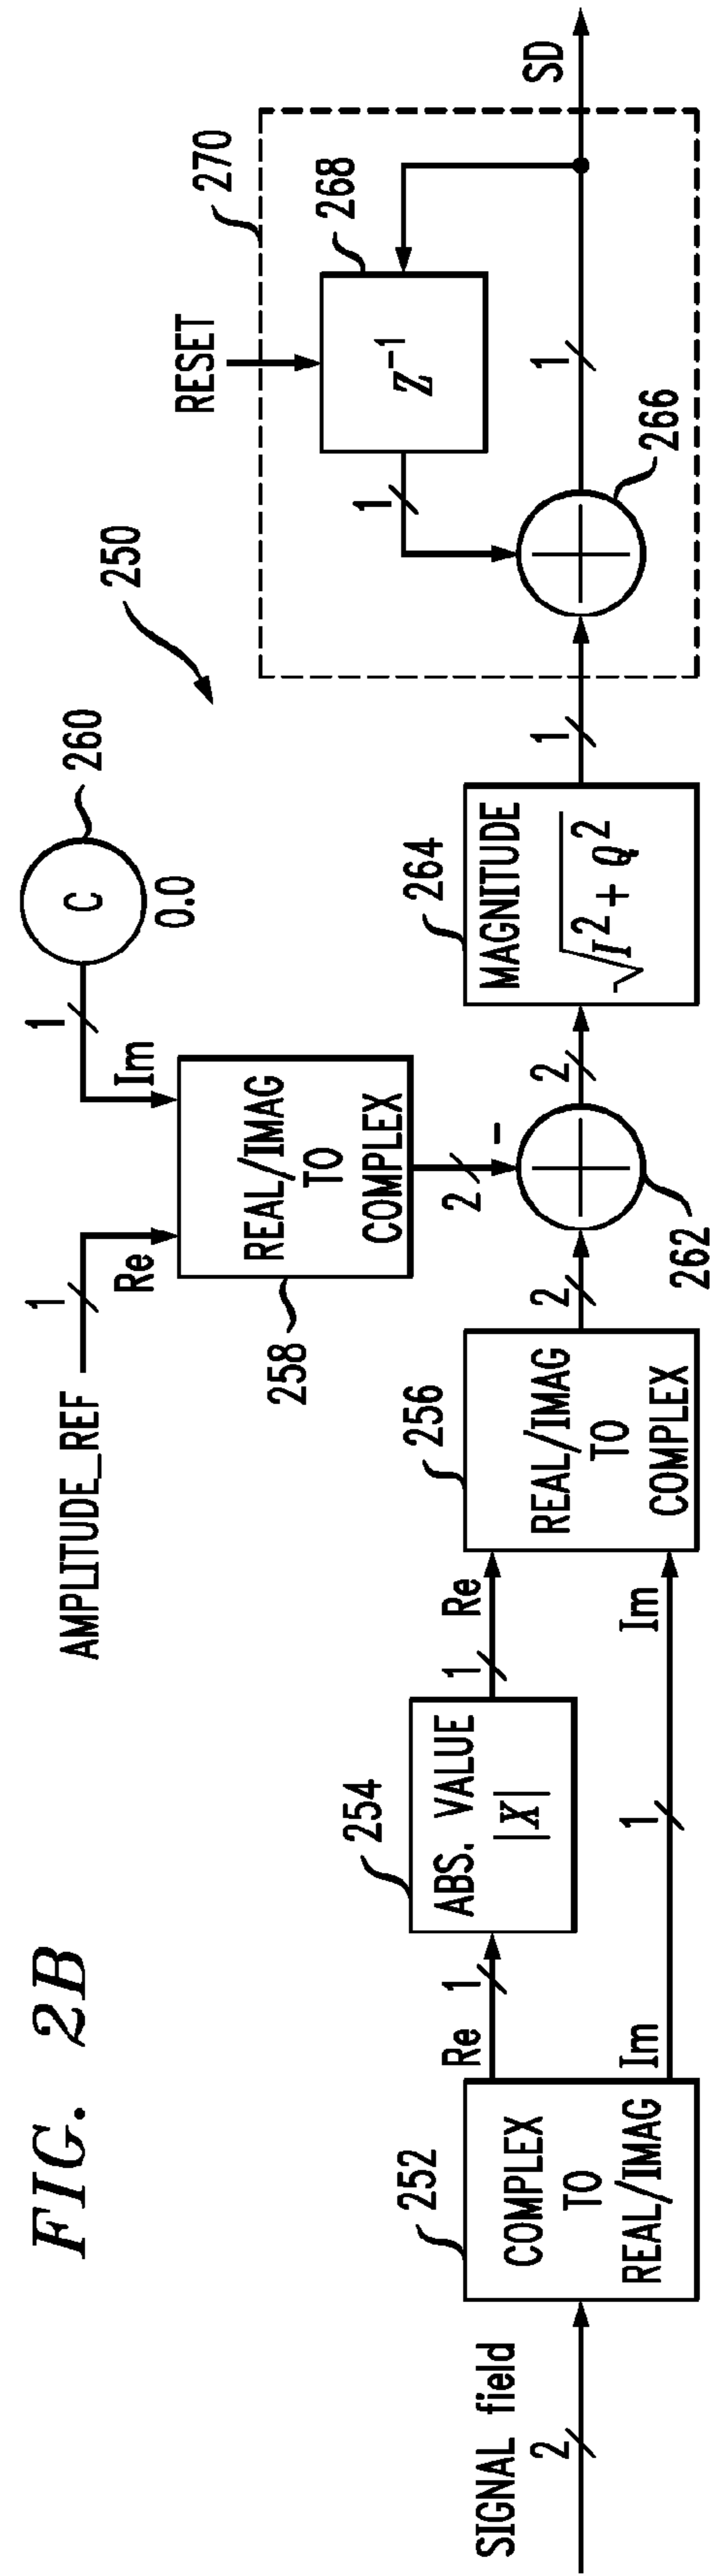 FIG. 2B
250
SIGNAL field
2
252
COMPLEX
TO
REAL/IMAG
Re
1
254
ABS. VALUE
|X|
1
Re
Im
1
Im
256
REAL/IMAG
TO
COMPLEX
2
AMPLITUDE_REF
1
Re
260
C
0.0
1
Im
258
REAL/IMAG
TO
COMPLEX
2
-
262
2
264
MAGNITUDE
√I² + Q²
1
270
RESET
268
Z⁻¹
1
266
1
SD